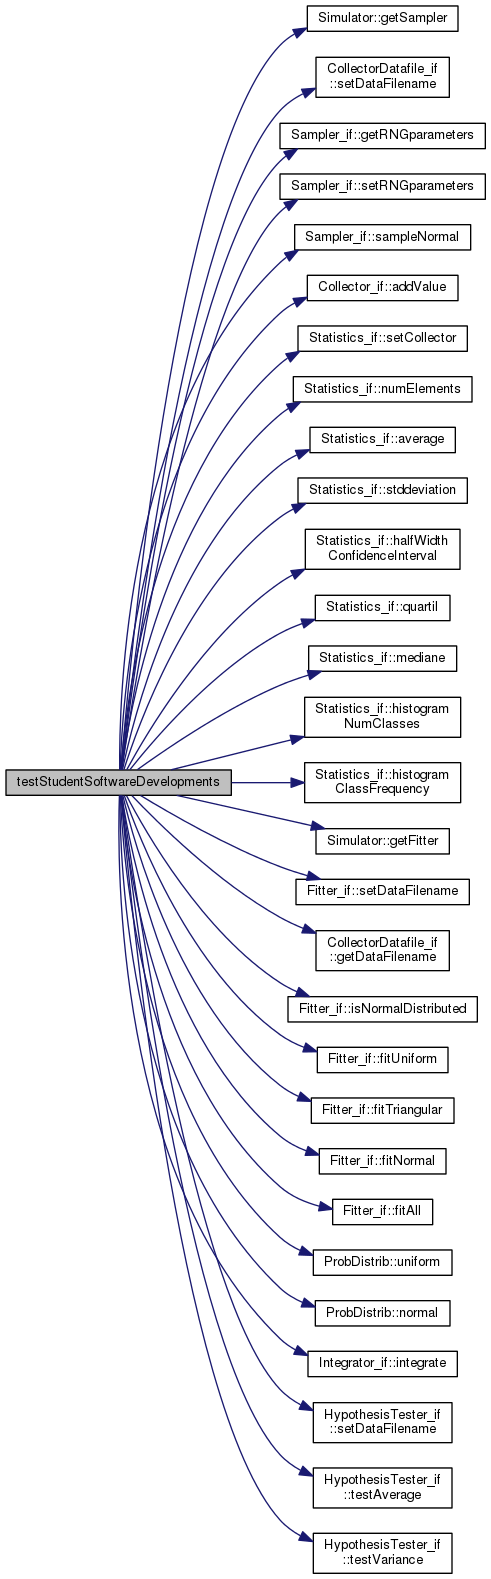 Simulator::getSampler
CollectorDatafile_if
::setDataFilename
Sampler_if::getRNGparameters
Sampler_if::setRNGparameters
Sampler_if::sampleNormal
Collector_if::addValue
Statistics_if::setCollector
Statistics_if::numElements
Statistics_if::average
Statistics_if::stddeviation
Statistics_if::halfWidth
ConfidenceInterval
Statistics_if::quartil
Statistics_if::mediane
Statistics_if::histogram
NumClasses
testStudentSoftwareDevelopments
Statistics_if::histogram
ClassFrequency
Simulator::getFitter
Fitter_if::setDataFilename
CollectorDatafile_if
::getDataFilename
Fitter_if::isNormalDistributed
Fitter_if::fitUniform
Fitter_if::fitTriangular
Fitter_if::fitNormal
Fitter_if::fitAll
ProbDistrib::uniform
ProbDistrib::normal
Integrator_if::integrate
HypothesisTester_if
::setDataFilename
HypothesisTester_if
::testAverage
HypothesisTester_if
::testVariance